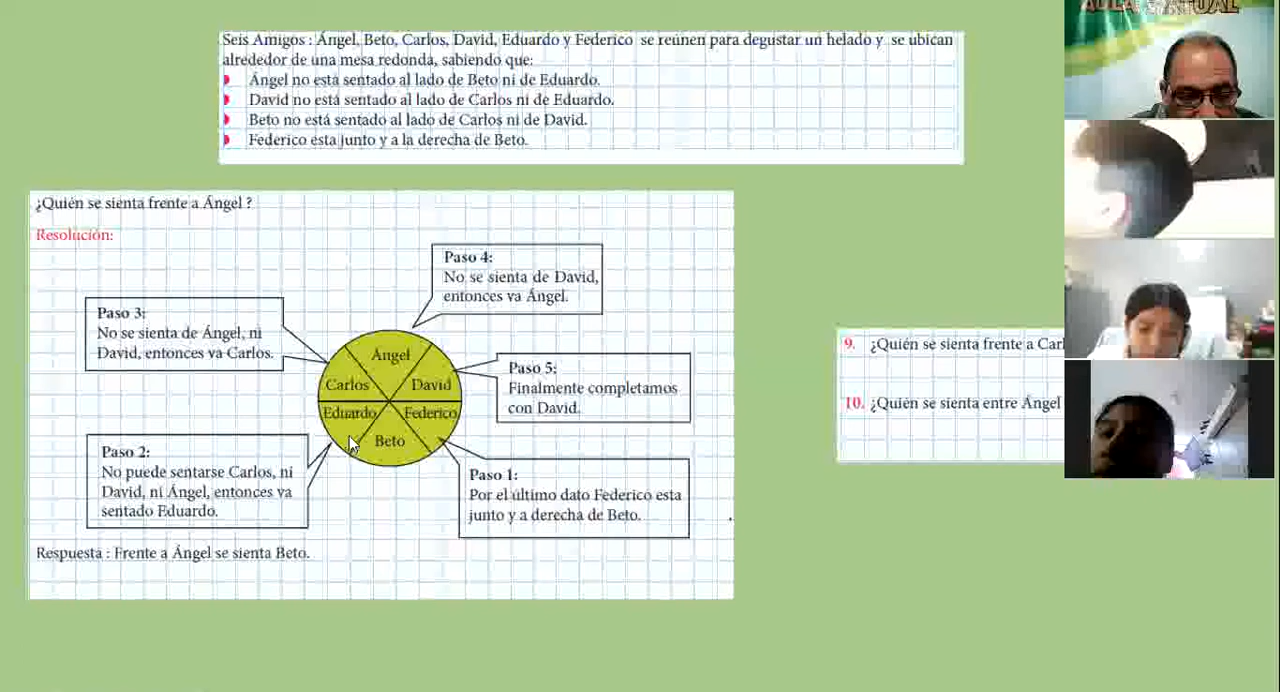 AULA VIRTUAL
Seis Amigos : Ángel, Beto, Carlos, David, Eduardo y Federico se reúnen para degustar un helado y se ubican
alrededor de una mesa redonda, sabiendo que:
Ángel no está sentado al lado de Beto ni de Eduardo.
David no está sentado al lado de Carlos ni de Eduardo.
Beto no está sentado al lado de Carlos ni de David.
Federico esta junto y a la derecha de Beto.
¿Quién se sienta frente a Ángel ?
Resolución:
Paso 4:
No se sienta de David,
entonces va Ángel.
Paso 3:
No se sienta de Ángel, ni
David, entonces va Carlos.
Ángel
Carlos
David
Eduardo
Federico
Beto
Paso 5:
Finalmente completamos
con David.
Paso 2:
No puede sentarse Carlos, ni
David, ni Ángel, entonces va
sentado Eduardo.
Paso 1:
Por el último dato Federico esta
junto y a derecha de Beto.
Respuesta : Frente a Ángel se sienta Beto.
9. ¿Quién se sienta frente a Carl
10. ¿Quién se sienta entre Ángel